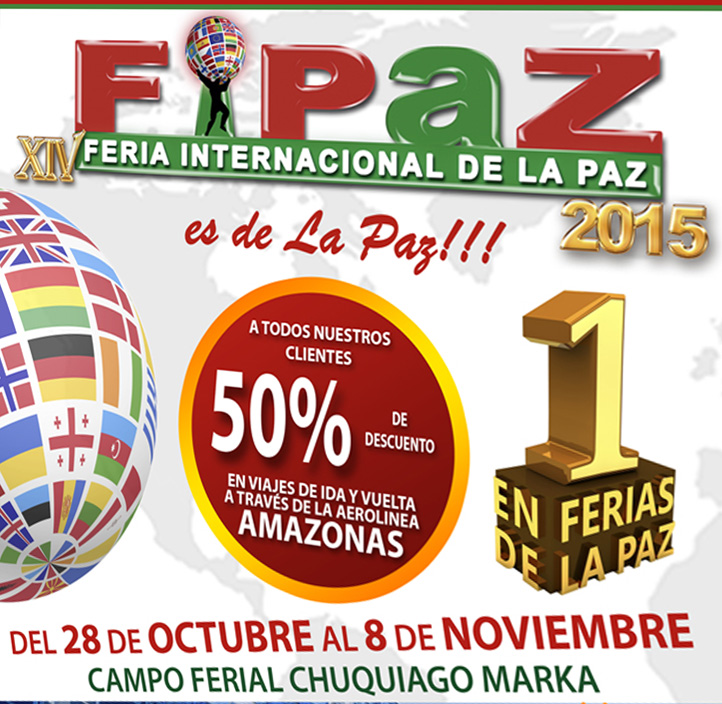 FiPaZ
XIV FERIA INTERNACIONAL DE LA PAZ
2015
es de La Paz!!!
A TODOS NUESTROS
CLIENTES
50% DE
DESCUENTO
EN VIAJES DE IDA Y VUELTA
A TRAVÉS DE LA AEROLINEA
AMAZONAS
1
EN FERIAS
DE LA PAZ
DEL 28 DE OCTUBRE AL 8 DE NOVIEMBRE
CAMPO FERIAL CHUQUIAGO MARKA